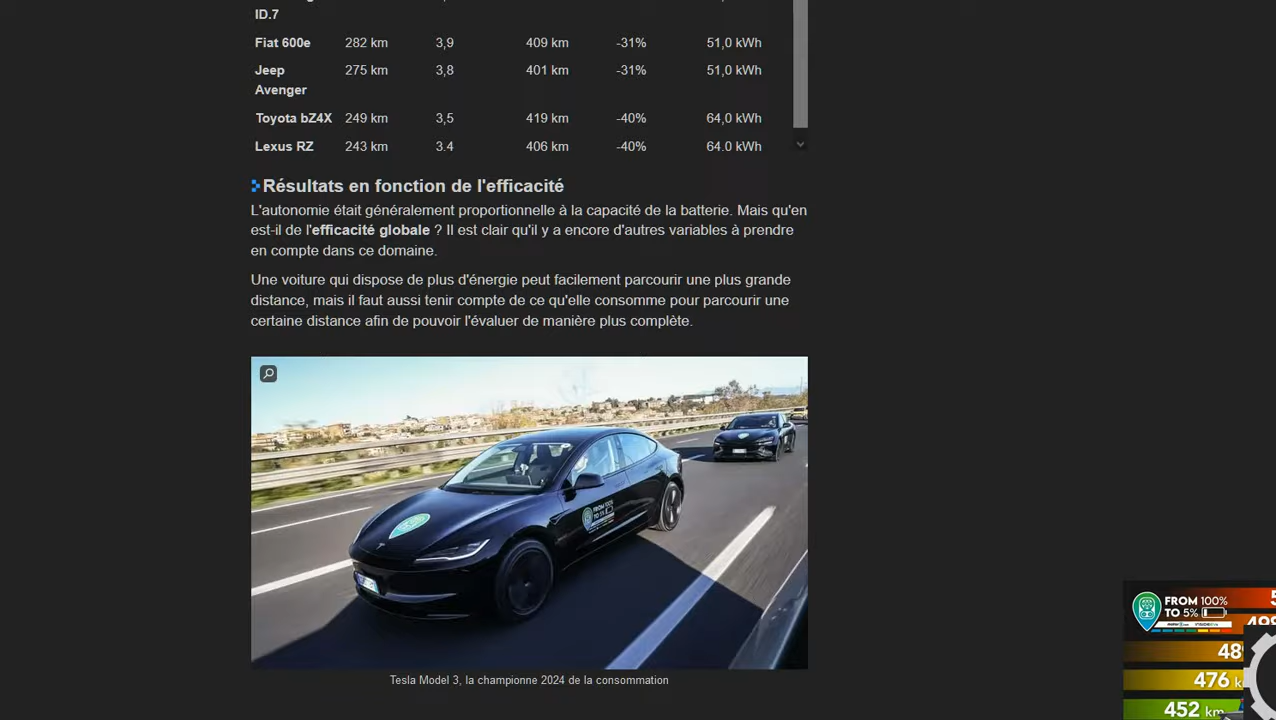 ID.7
Fiat 600e 282 km 3,9 409 km -31% 51,0 kWh
Jeep Avenger 275 km 3,8 401 km -31% 51,0 kWh
Toyota bZ4X 249 km 3,5 419 km -40% 64,0 kWh
Lexus RZ 243 km 3.4 406 km -40% 64.0 kWh
Résultats en fonction de l'efficacité
L'autonomie était généralement proportionnelle à la capacité de la batterie. Mais qu'en
est-il de l'efficacité globale ? Il est clair qu'il y a encore d'autres variables à prendre
en compte dans ce domaine.
Une voiture qui dispose de plus d'énergie peut facilement parcourir une plus grande
distance, mais il faut aussi tenir compte de ce qu'elle consomme pour parcourir une
certaine distance afin de pouvoir l'évaluer de manière plus complète.
FROM 100%
TO
Tesla Model 3, la championne 2024 de la consommation
FROM 100%
TO 5%
48
476 k
452 km